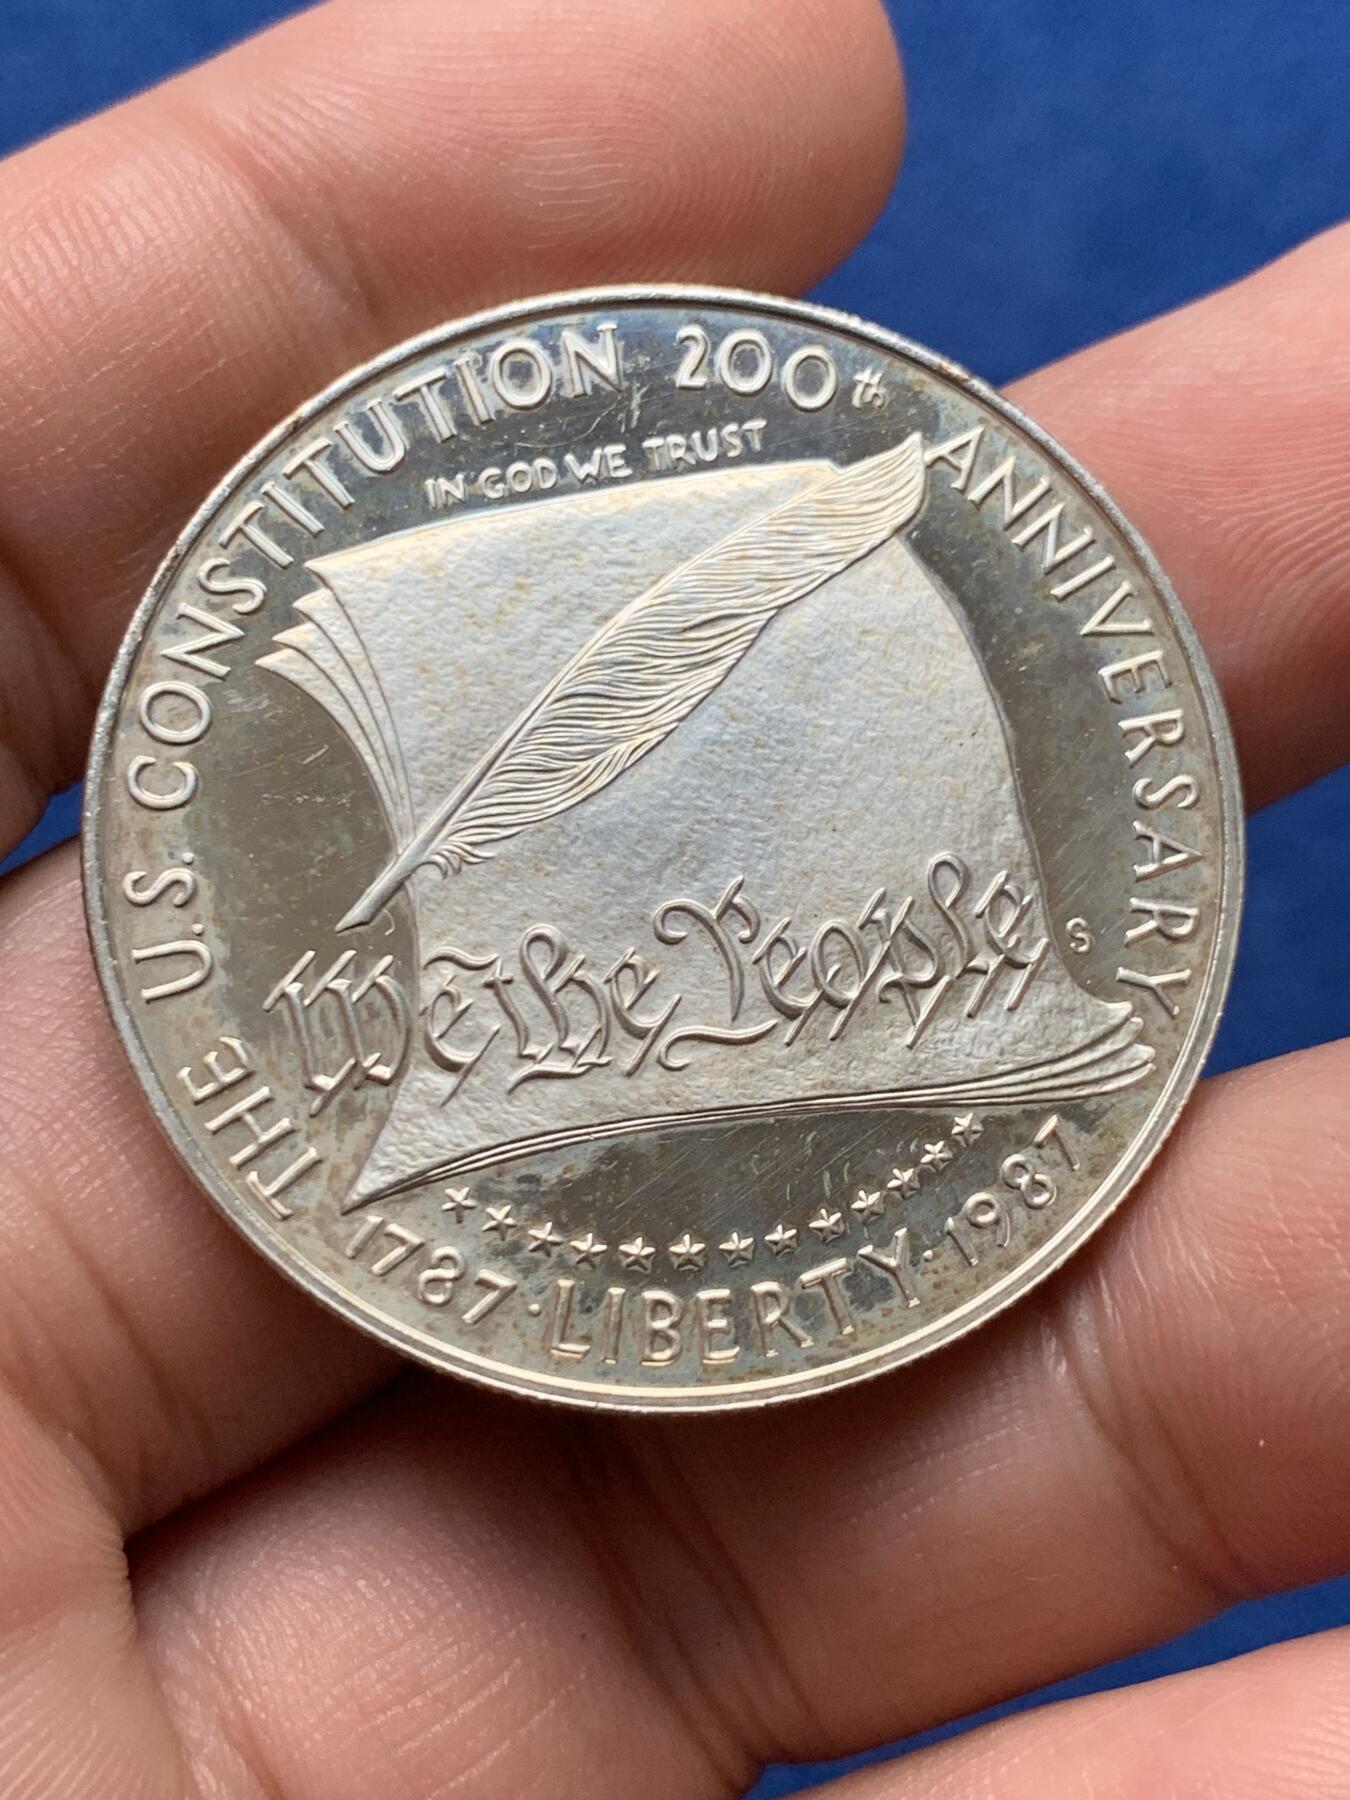 THE U.S. CONSTITUTION 200th ANNIVERSARY
IN GOD WE TRUST
We the People
S
1787 · LIBERTY · 1987